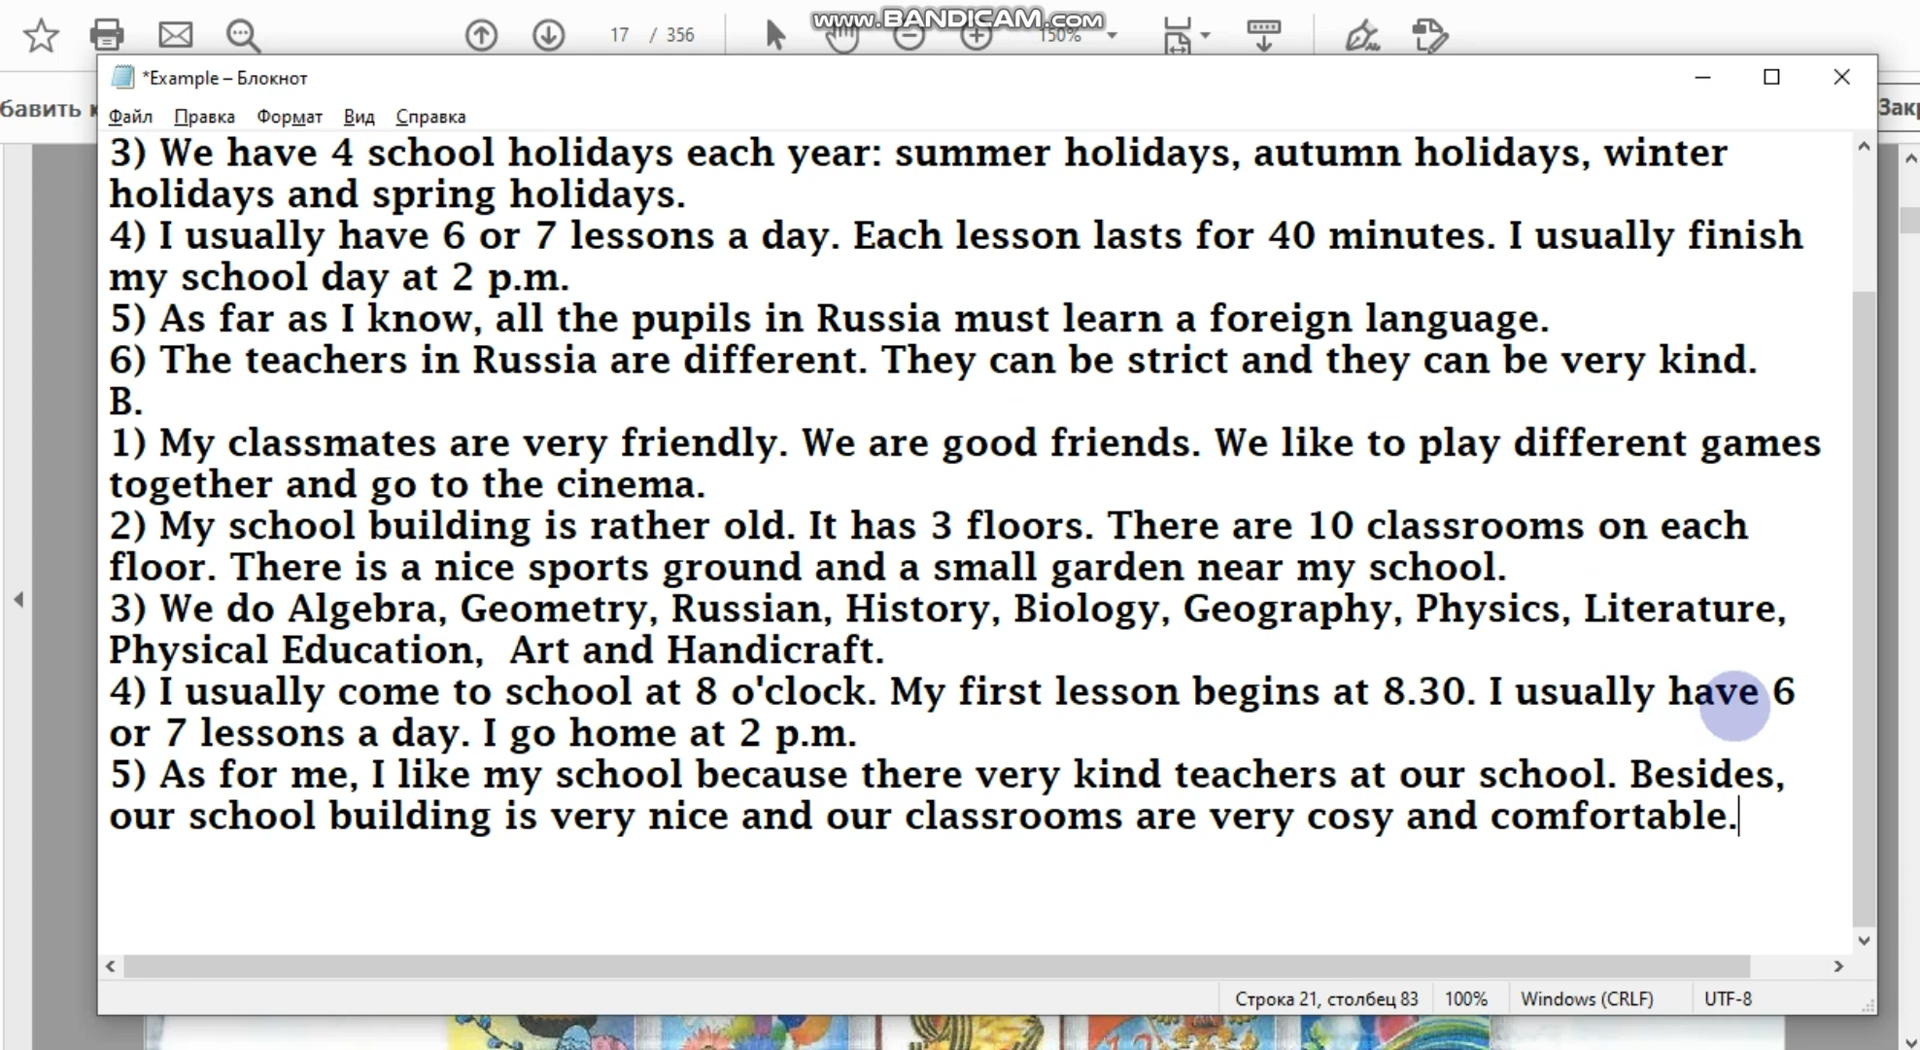 www.BANDICAM.com
17 / 356
150%
*Example – Блокнот
бавить к
Закр
Файл Правка Формат Вид Справка
3) We have 4 school holidays each year: summer holidays, autumn holidays, winter
holidays and spring holidays.
4) I usually have 6 or 7 lessons a day. Each lesson lasts for 40 minutes. I usually finish
my school day at 2 p.m.
5) As far as I know, all the pupils in Russia must learn a foreign language.
6) The teachers in Russia are different. They can be strict and they can be very kind.
B.
1) My classmates are very friendly. We are good friends. We like to play different games
together and go to the cinema.
2) My school building is rather old. It has 3 floors. There are 10 classrooms on each
floor. There is a nice sports ground and a small garden near my school.
3) We do Algebra, Geometry, Russian, History, Biology, Geography, Physics, Literature,
Physical Education,  Art and Handicraft.
4) I usually come to school at 8 o'clock. My first lesson begins at 8.30. I usually have 6
or 7 lessons a day. I go home at 2 p.m.
5) As for me, I like my school because there very kind teachers at our school. Besides,
our school building is very nice and our classrooms are very cosy and comfortable.
Строка 21, столбец 83 100% Windows (CRLF) UTF-8